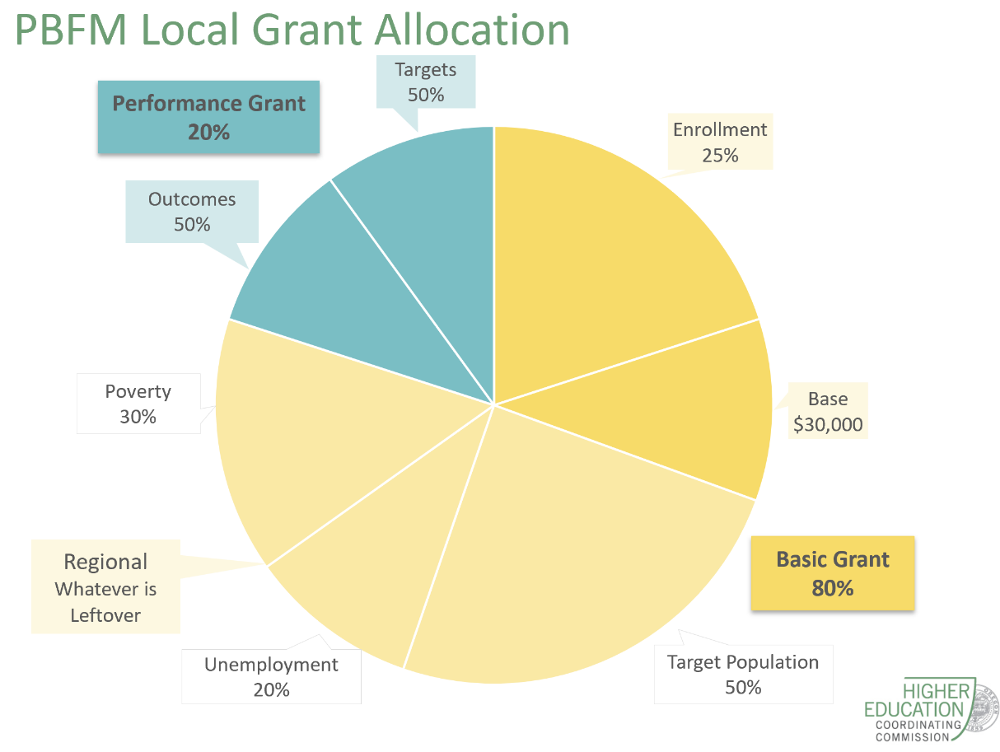 PBFM Local Grant Allocation
Targets
50%
Performance Grant
20%
Enrollment
25%
Outcomes
50%
Poverty
30%
Base
$30,000
Regional
Whatever is
Leftover
Basic Grant
80%
Unemployment
20%
Target Population
50%
HIGHER
EDUCATION
COORDINATING
COMMISSION